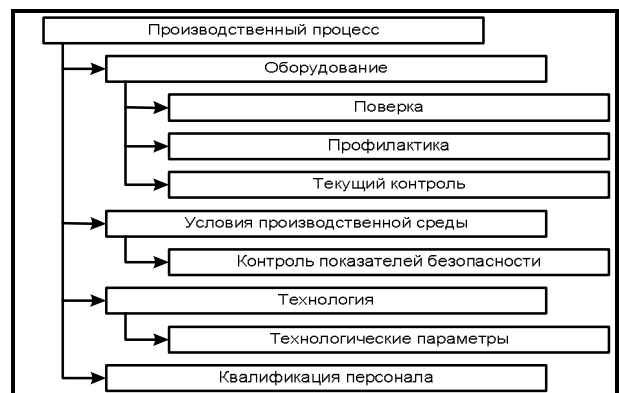 Производственный процесс
Оборудование
Поверка
Профилактика
Текущий контроль
Условия производственной среды
Контроль показателей безопасности
Технология
Технологические параметры
Квалификация персонала